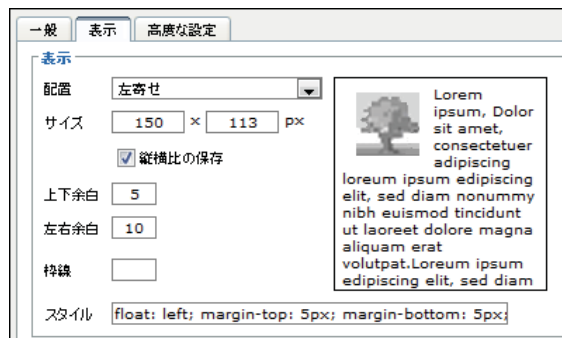 一般 表示 高度な設定
表示
配置 左寄せ
サイズ 150 × 113 px
縦横比の保存
上下余白 5
左右余白 10
枠線
スタイル float: left; margin-top: 5px; margin-bottom: 5px;
Lorem
ipsum, Dolor
sit amet,
consectetuer
adipiscing
loreum ipsum edipiscing
elit, sed diam nonummy
nibh euismod tincidunt
ut laoreet dolore magna
aliquam erat
volutpat.Loreum ipsum
edipiscing elit, sed diam